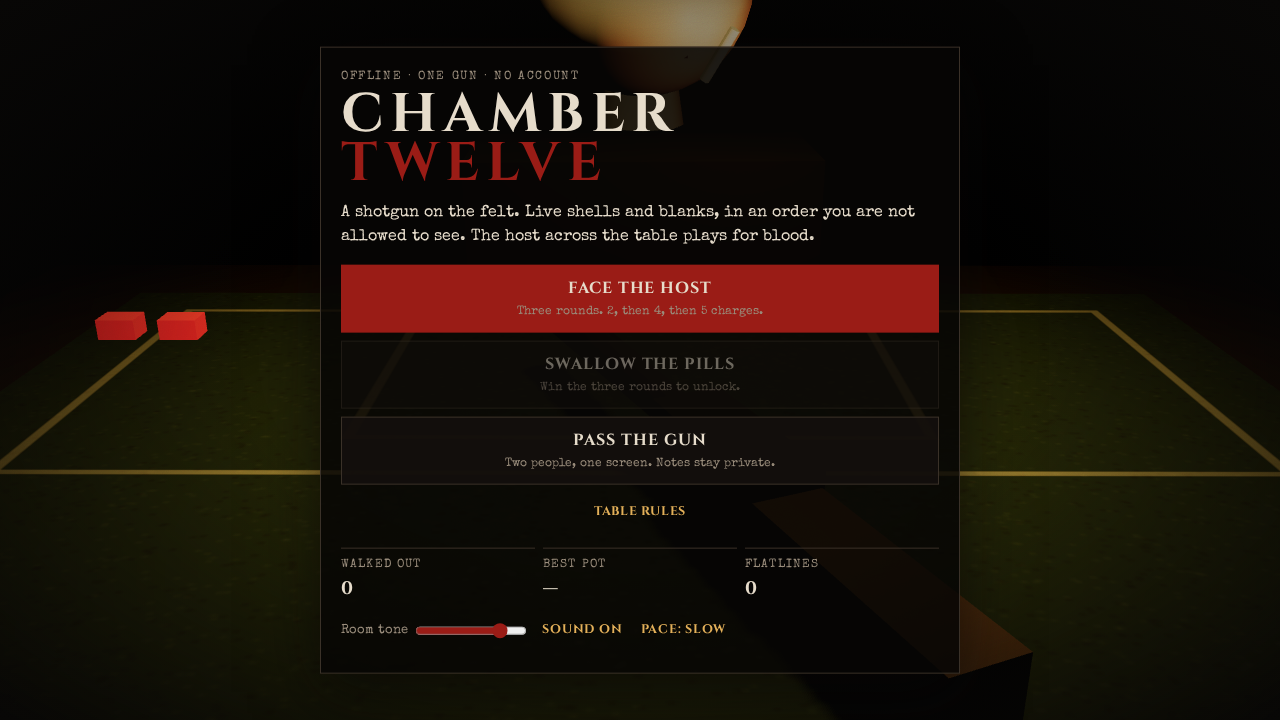 OFFLINE · ONE GUN · NO ACCOUNT
CHAMBER
TWELVE
A shotgun on the felt. Live shells and blanks, in an order you are not
allowed to see. The host across the table plays for blood.
FACE THE HOST
Three rounds. 2, then 4, then 5 charges.
SWALLOW THE PILLS
Win the three rounds to unlock.
PASS THE GUN
Two people, one screen. Notes stay private.
TABLE RULES
WALKED OUT BEST POT FLATLINES
0 — 0
Room tone SOUND ON PACE: SLOW